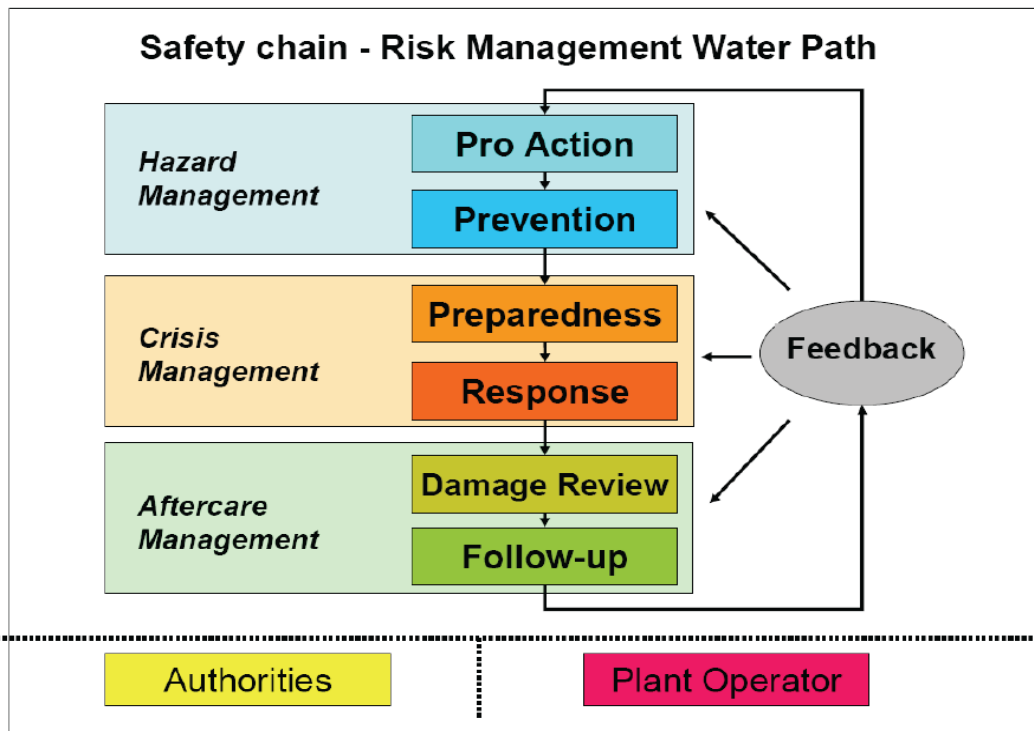 Safety chain - Risk Management Water Path
Hazard
Management
Pro Action
Prevention
Crisis
Management
Preparedness
Response
Feedback
Aftercare
Management
Damage Review
Follow-up
Authorities
Plant Operator